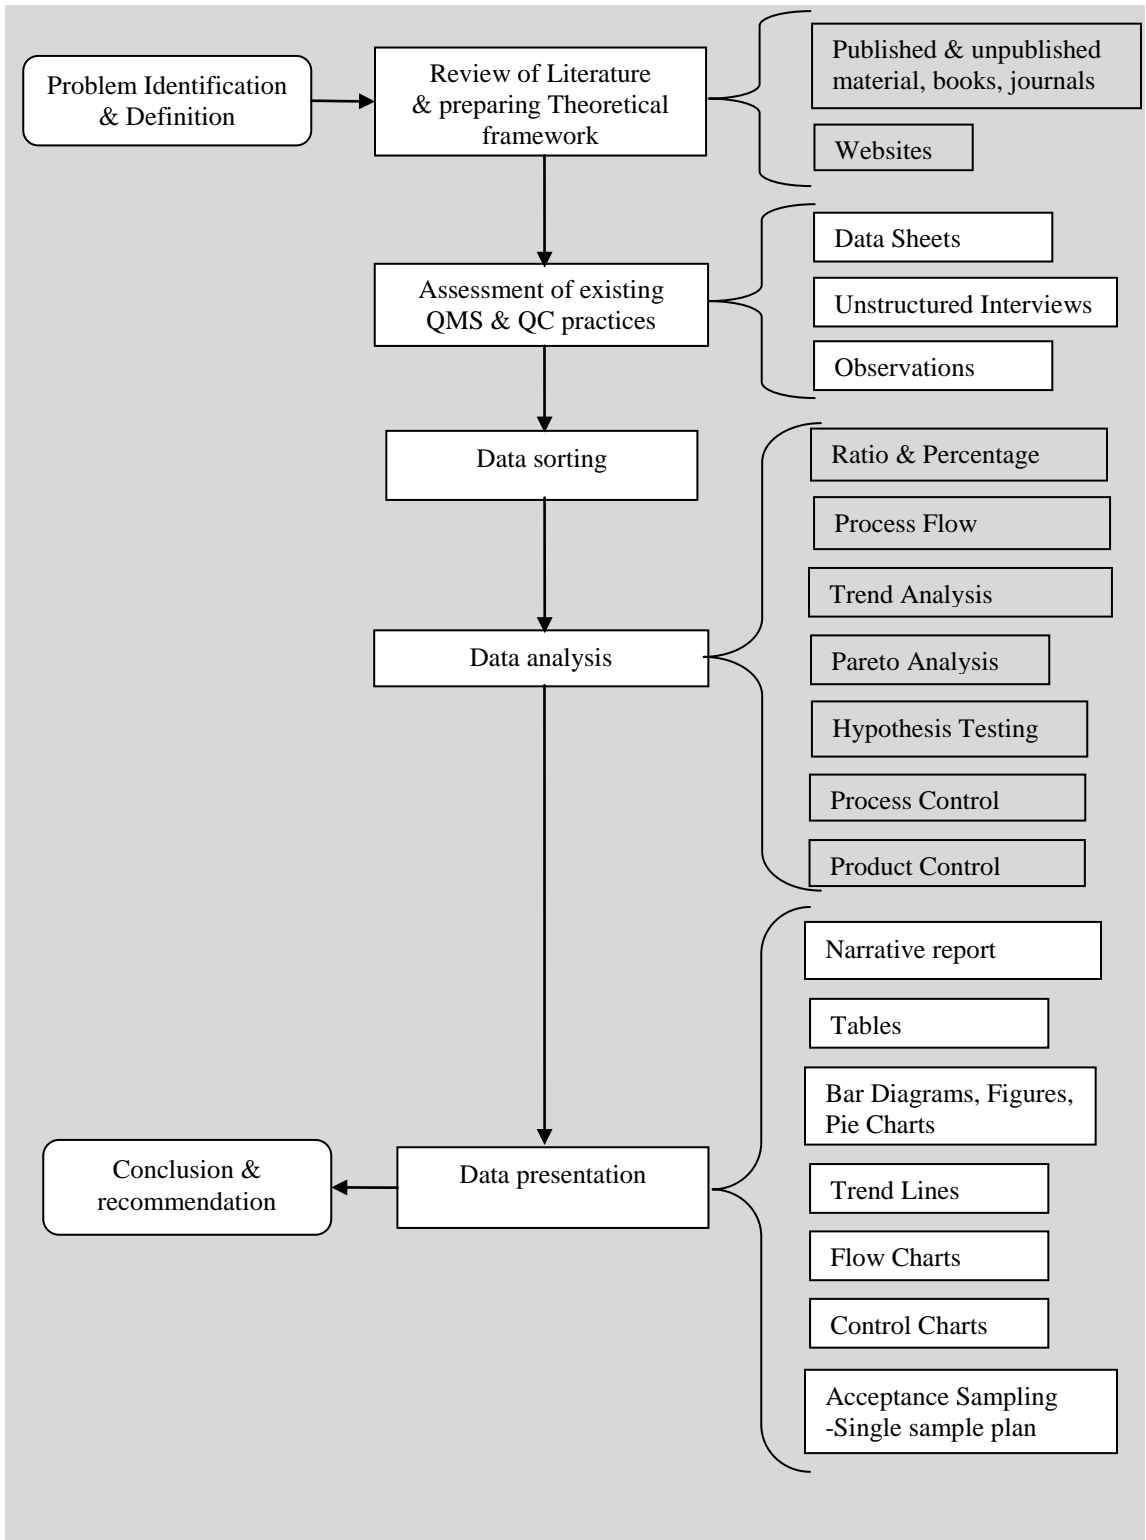 Problem Identification
& Definition
Review of Literature
& preparing Theoretical
framework
Published & unpublished
material, books, journals
Websites
Assessment of existing
QMS & QC practices
Data Sheets
Unstructured Interviews
Observations
Data sorting
Data analysis
Ratio & Percentage
Process Flow
Trend Analysis
Pareto Analysis
Hypothesis Testing
Process Control
Product Control
Data presentation
Narrative report
Tables
Bar Diagrams, Figures,
Pie Charts
Trend Lines
Flow Charts
Control Charts
Acceptance Sampling
-Single sample plan
Conclusion &
recommendation